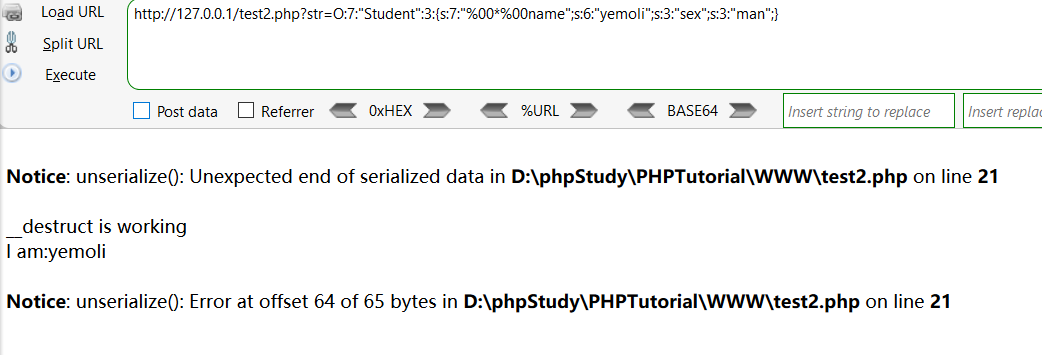 Load URL
http://127.0.0.1/test2.php?str=O:7:"Student":3:{s:7:"%00*%00name";s:6:"yemoli";s:3:"sex";s:3:"man";}
Split URL
Execute
Post data Referrer 0xHEX %URL BASE64 Insert string to replace Insert replac
Notice: unserialize(): Unexpected end of serialized data in D:\phpStudy\PHPTutorial\WWW\test2.php on line 21
__destruct is working
I am:yemoli
Notice: unserialize(): Error at offset 64 of 65 bytes in D:\phpStudy\PHPTutorial\WWW\test2.php on line 21